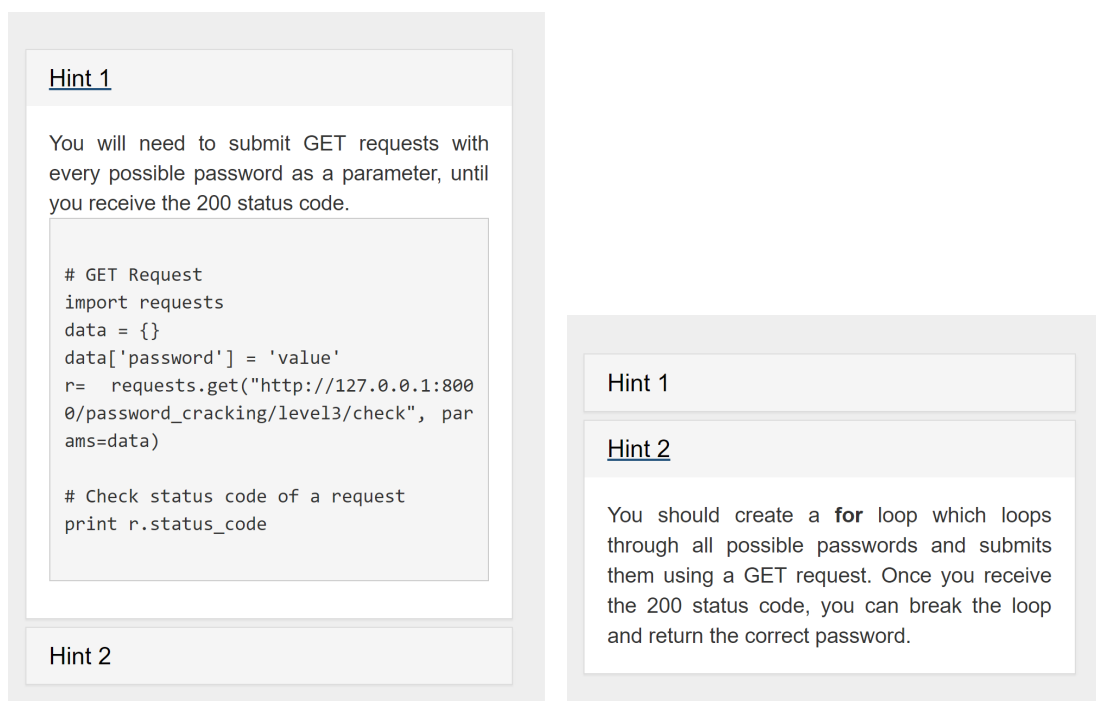 Hint 1
You will need to submit GET requests with
every possible password as a parameter, until
you receive the 200 status code.
# GET Request
import requests
data = {}
data['password'] = 'value'
r=  requests.get("http://127.0.0.1:800
0/password_cracking/level3/check", par
ams=data)
# Check status code of a request
print r.status_code
Hint 2
Hint 1
Hint 2
You should create a for loop which loops
through all possible passwords and submits
them using a GET request. Once you receive
the 200 status code, you can break the loop
and return the correct password.